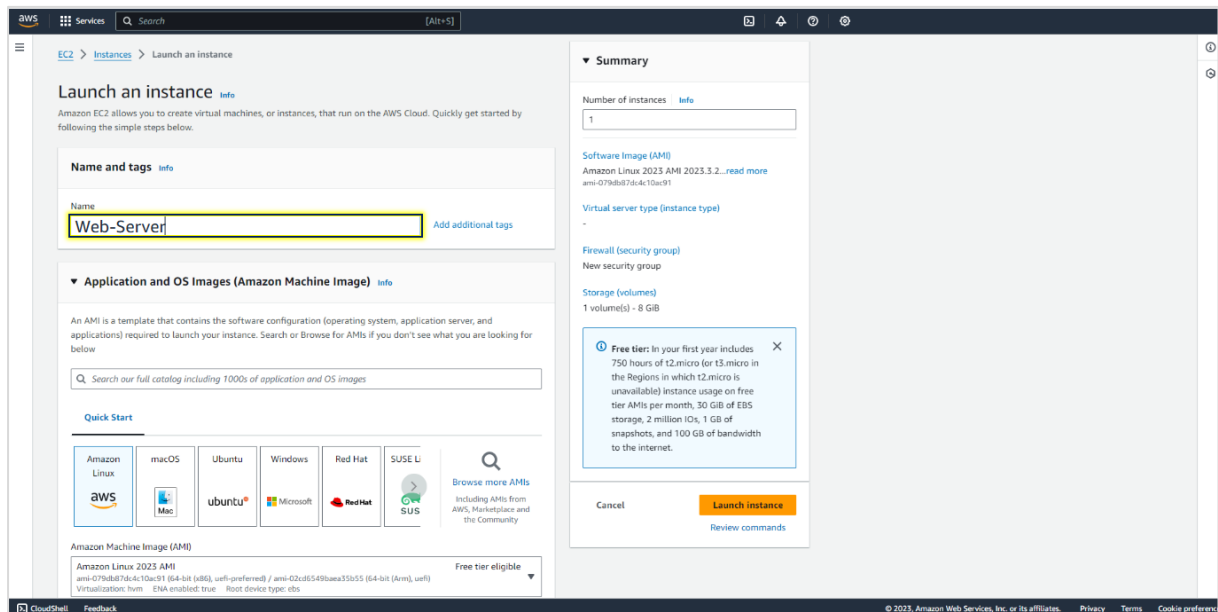 aws
Services
Search
[Alt+S]
EC2 > Instances > Launch an instance
Launch an instance Info
Amazon EC2 allows you to create virtual machines, or instances, that run on the AWS Cloud. Quickly get started by
following the simple steps below.
Name and tags Info
Name
Web-Server
Add additional tags
Application and OS Images (Amazon Machine Image) Info
An AMI is a template that contains the software configuration (operating system, application server, and
applications) required to launch your instance. Search or Browse for AMIs if you don't see what you are looking for
below
Search our full catalog including 1000s of application and OS images
Quick Start
Amazon
Linux
aws
macOS
Mac
Ubuntu
ubuntu
Windows
Microsoft
Red Hat
Red Hat
SUSE Li
SUS
Browse more AMIs
Including AMIs from
AWS, Marketplace and
the Community
Amazon Machine Image (AMI)
Amazon Linux 2023 AMI
Free tier eligible
ami-079db87dc4c10ac91 (64-bit (x86), uefi-preferred) / ami-02cd6549baea35b55 (64-bit (Arm), uefi)
Virtualization: hvm ENA enabled: true Root device type: ebs
Summary
Number of instances Info
1
Software Image (AMI)
Amazon Linux 2023 AMI 2023.3.2...read more
ami-079db87dc4c10ac91
Virtual server type (instance type)
-
Firewall (security group)
New security group
Storage (volumes)
1 volume(s) - 8 GiB
Free tier: In your first year includes
750 hours of t2.micro (or t3.micro in
the Regions in which t2.micro is
unavailable) instance usage on free
tier AMIs per month, 30 GiB of EBS
storage, 2 million IOs, 1 GB of
snapshots, and 100 GB of bandwidth
to the internet.
Cancel
Launch instance
Review commands
CloudShell Feedback
© 2023, Amazon Web Services, Inc. or its affiliates. Privacy Terms Cookie preferenc